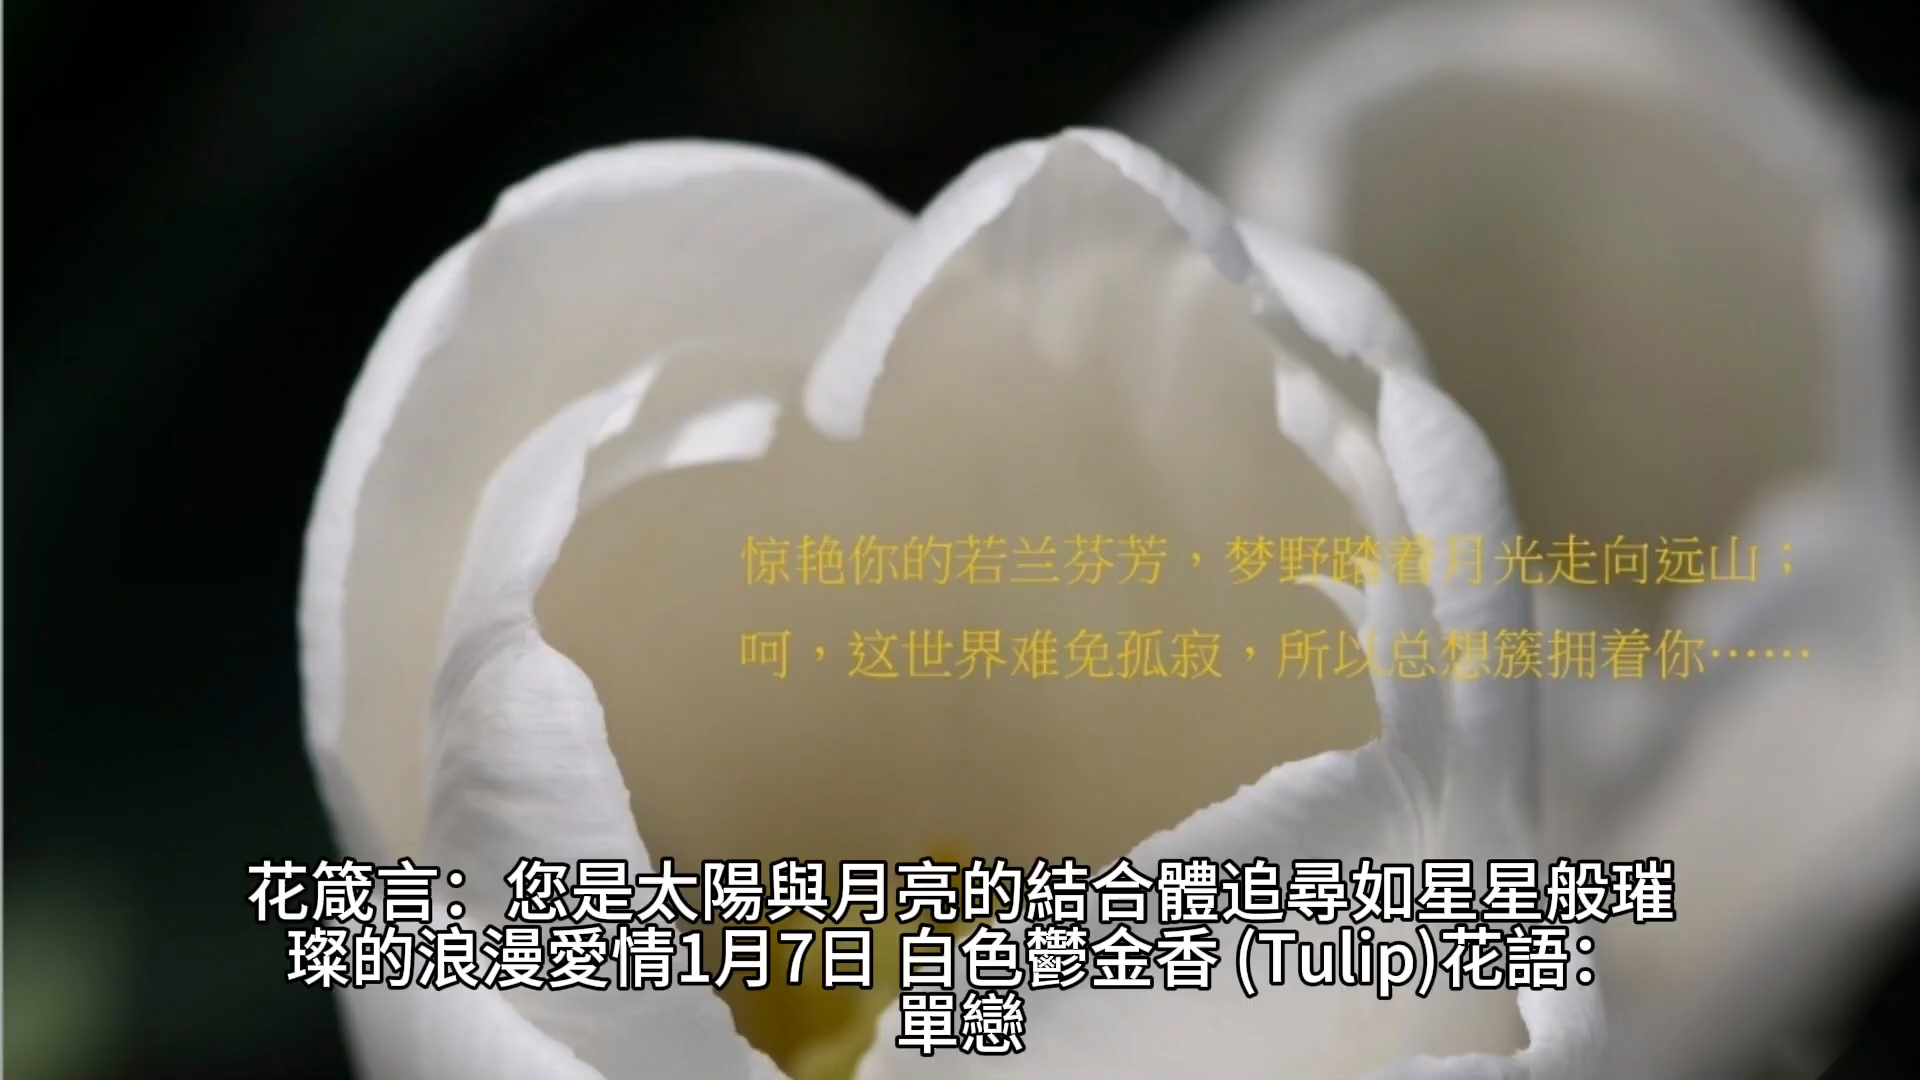 惊艳你的若兰芬芳，梦野踏着月光走向远山；
呵，这世界难免孤寂，所以总想簇拥着你……
花箴言：您是太陽與月亮的結合體追尋如星星般璀
璨的浪漫愛情1月7日 白色鬱金香 (Tulip)花語：
單戀